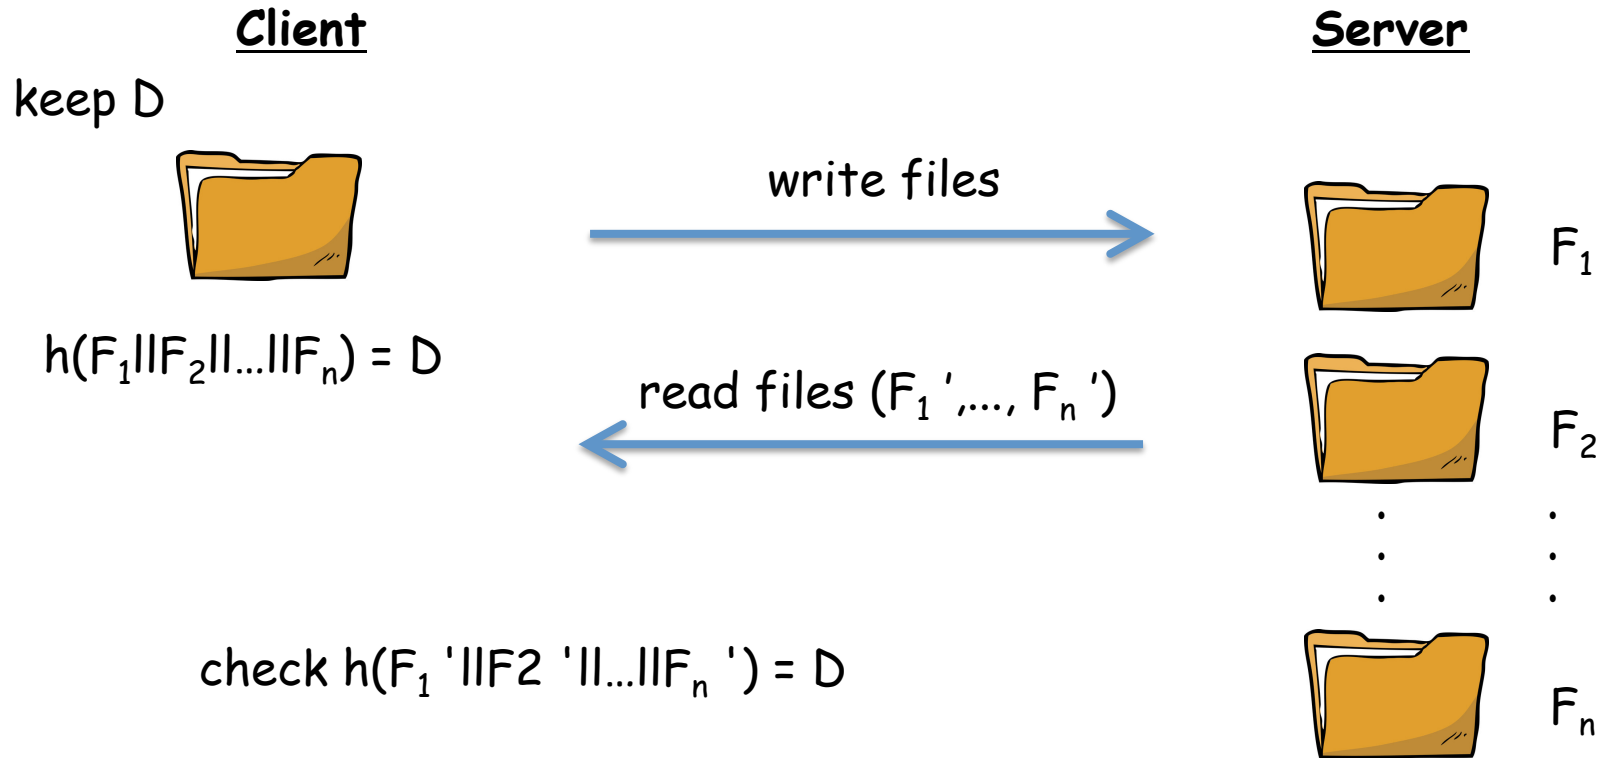 Client
Server
keep D
write files
F₁
h(F₁||F₂||...||Fₙ) = D
read files (F₁ ',..., Fₙ ')
F₂
. .
. .
. .
check h(F₁ '||F2 '||...||Fₙ ') = D
Fₙ